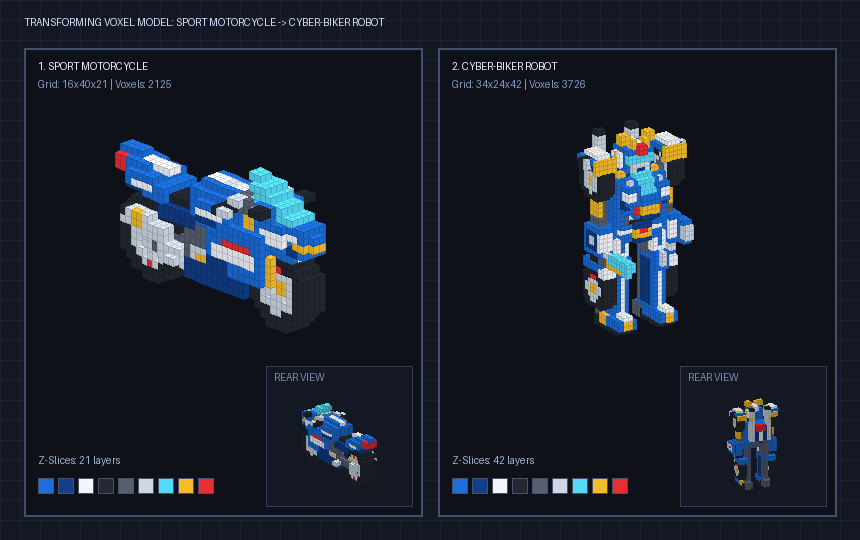 TRANSFORMING VOXEL MODEL: SPORT MOTORCYCLE -> CYBER-BIKER ROBOT
1. SPORT MOTORCYCLE
Grid: 16x40x21 | Voxels: 2125
REAR VIEW
Z-Slices: 21 layers
2. CYBER-BIKER ROBOT
Grid: 34x24x42 | Voxels: 3726
REAR VIEW
Z-Slices: 42 layers